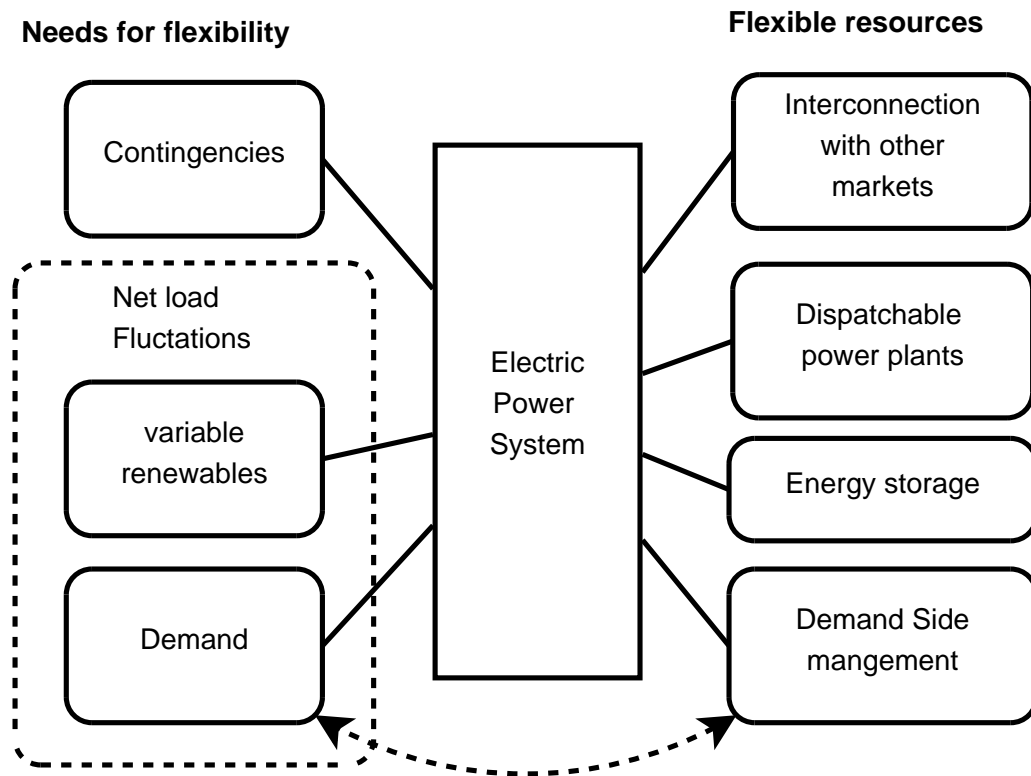 Needs for flexibility
Flexible resources
Contingencies
Net load
Fluctations
variable
renewables
Demand
Electric
Power
System
Interconnection
with other
markets
Dispatchable
power plants
Energy storage
Demand Side
mangement